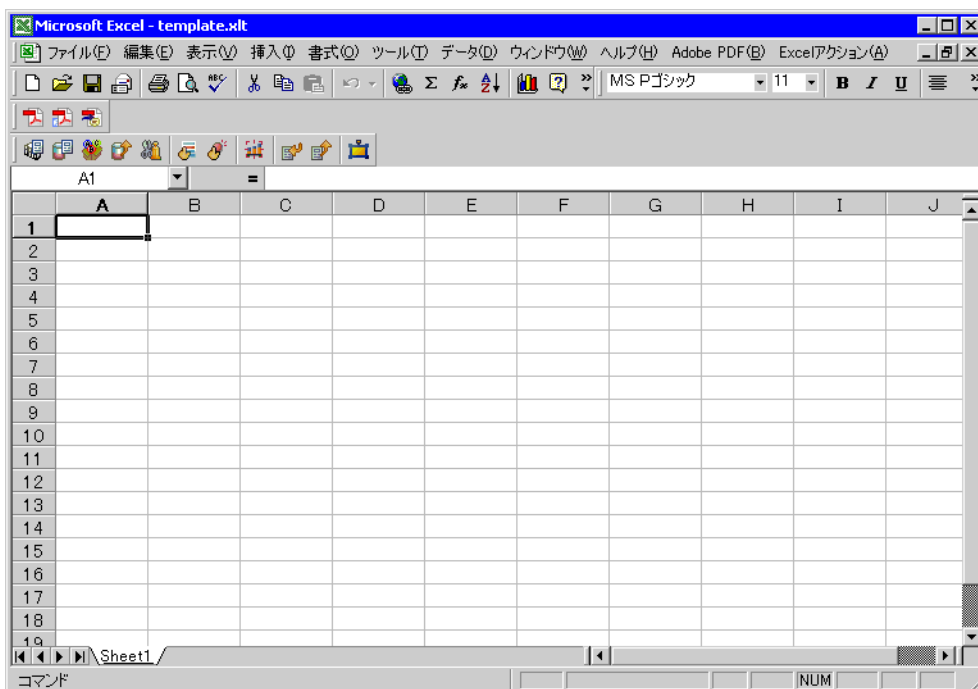 Microsoft Excel - template.xlt
ファイル(F) 編集(E) 表示(V) 挿入(I) 書式(O) ツール(T) データ(D) ウィンドウ(W) ヘルプ(H) Adobe PDF(B) Excelアクション(A)
ABC Σ fx A Z MS Pゴシック 11 B I U
A1 =
A B C D E F G H I J
1
2
3
4
5
6
7
8
9
10
11
12
13
14
15
16
17
18
19
Sheet1
コマンド NUM